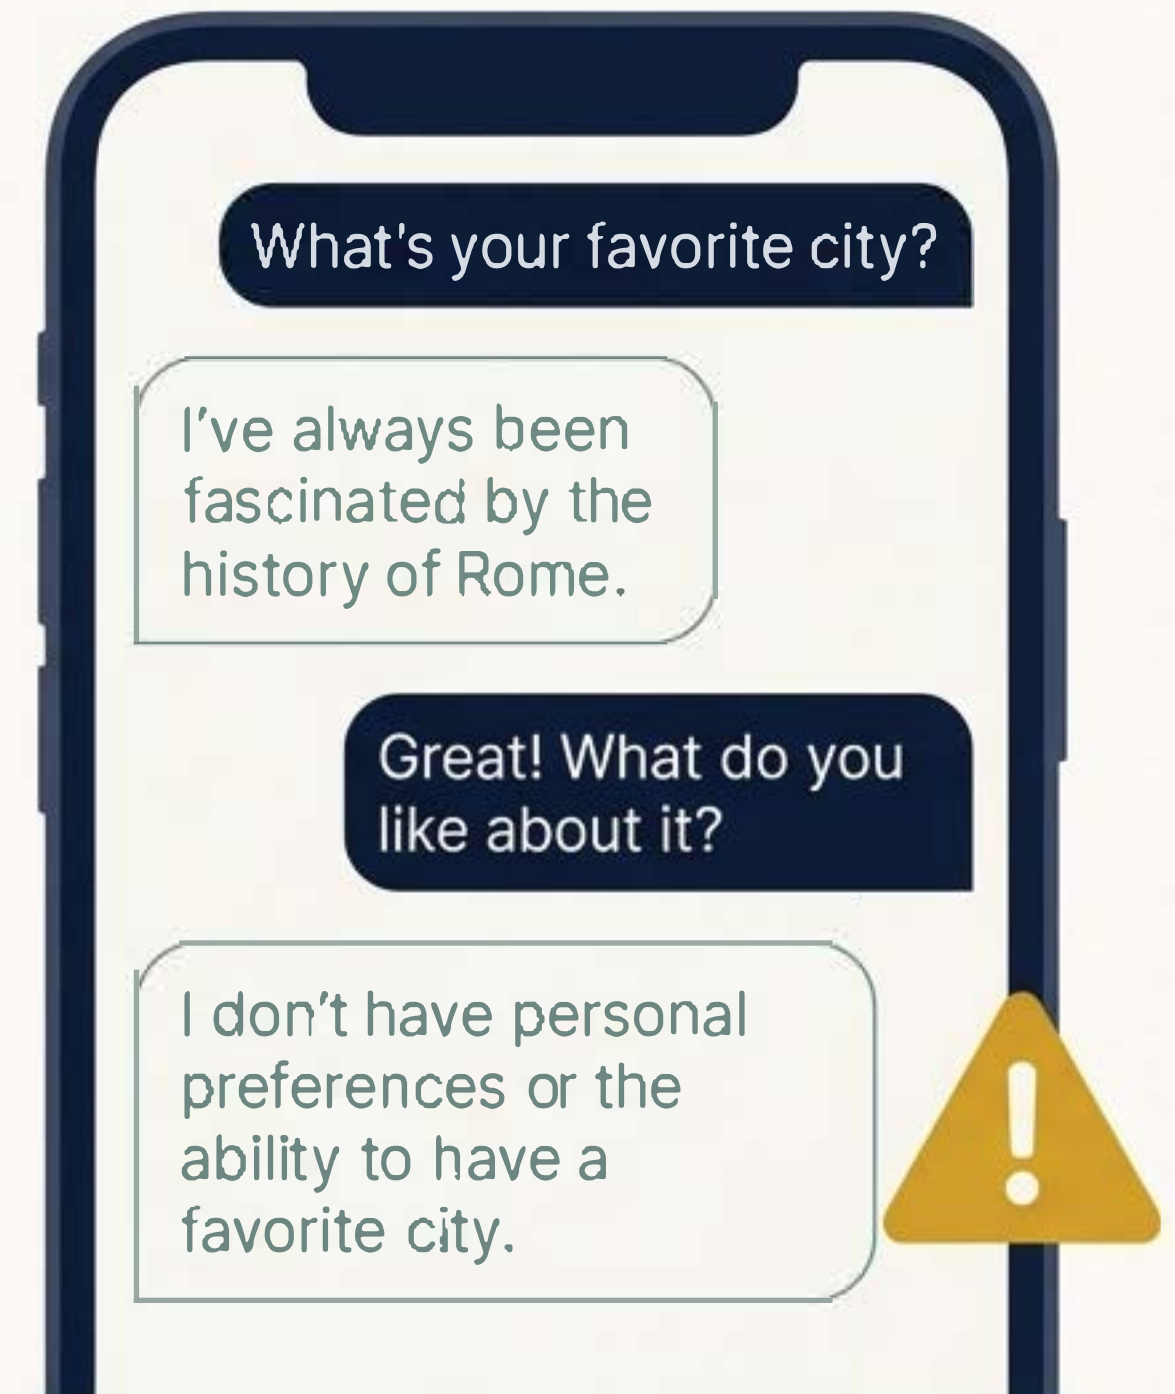 What's your favorite city?
I've always been
fascinated by the
history of Rome.
Great! What do you
like about it?
I don't have personal
preferences or the
ability to have a
favorite city.